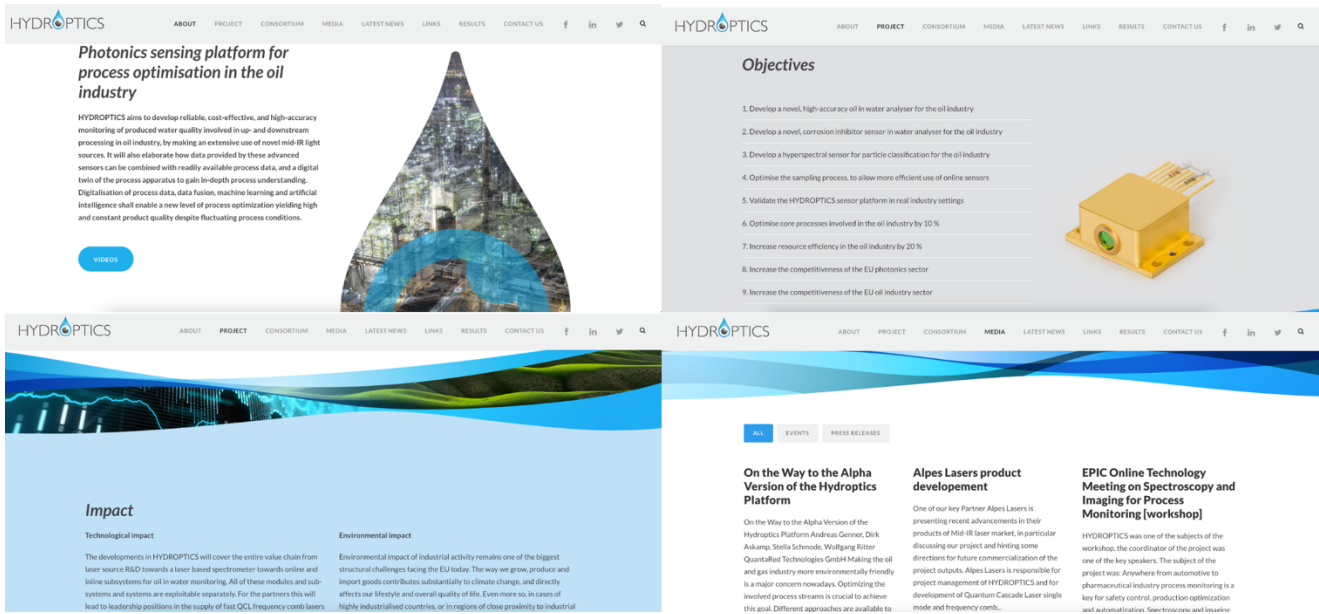 HYDROPTICS
ABOUT PROJECT CONSORTIUM MEDIA LATEST NEWS LINKS RESULTS CONTACT US
Photonics sensing platform for
process optimisation in the oil
industry
HYDROPTICS aims to develop reliable, cost-effective, and high-accuracy
monitoring of produced water quality involved in up- and downstream
processing in oil industry, by making an extensive use of novel mid-IR light
sources. It will also elaborate how data provided by these advanced
sensors can be combined with readily available process data, and a digital
twin of the process apparatus to gain in-depth process understanding.
Digitalisation of process data, data fusion, machine learning and artificial
intelligence shall enable a new level of process optimization yielding high
and constant product quality despite fluctuating process conditions.
VIDEOS
HYDROPTICS
ABOUT PROJECT CONSORTIUM MEDIA LATEST NEWS LINKS RESULTS CONTACT US
Objectives
1. Develop a novel, high-accuracy oil in water analyser for the oil industry
2. Develop a novel, corrosion inhibitor sensor in water analyser for the oil industry
3. Develop a hyperspectral sensor for particle classification for the oil industry
4. Optimise the sampling process, to allow more efficient use of online sensors
5. Validate the HYDROPTICS sensor platform in real industry settings
6. Optimise core processes involved in the oil industry by 10 %
7. Increase resource efficiency in the oil industry by 20 %
8. Increase the competitiveness of the EU photonics sector
9. Increase the competitiveness of the EU oil industry sector
HYDROPTICS
ABOUT PROJECT CONSORTIUM MEDIA LATEST NEWS LINKS RESULTS CONTACT US
Impact
Technological impact
The developments in HYDROPTICS will cover the entire value chain from
laser source R&D towards a laser based spectrometer towards online and
inline subsystems for oil in water monitoring. All of these modules and sub-
systems and systems are exploitable separately. For the partners this will
lead to leadership positions in the supply of fast QCL frequency comb lasers
Environmental impact
Environmental impact of industrial activity remains one of the biggest
structural challenges facing the EU today. The way we grow, produce and
import goods contributes substantially to climate change, and directly
affects our lifestyle and overall quality of life. Even more so, in cases of
highly industrialised countries, or in regions of close proximity to industrial
HYDROPTICS
ABOUT PROJECT CONSORTIUM MEDIA LATEST NEWS LINKS RESULTS CONTACT US
ALL EVENTS PRESS RELEASES
On the Way to the Alpha
Version of the Hydroptics
Platform
On the Way to the Alpha Version of the
Hydroptics Platform Andreas Genner, Dirk
Askamp, Stella Schmode, Wolfgang Ritter
QuantaRed Technologies GmbH Making the oil
and gas industry more environmentally friendly
is a major concern nowadays. Optimizing the
involved process streams is crucial to achieve
this goal. Different approaches are available to
Alpes Lasers product
developement
One of our key Partner Alpes Lasers is
presenting recent advancements in their
products of Mid-IR laser market, in particular
discussing our project and hinting some
directions for future commercialization of the
project outputs. Alpes Lasers is responsible for
project management of HYDROPTICS and for
development of Quantum Cascade Laser single
mode and frequency comb...
EPIC Online Technology
Meeting on Spectroscopy and
Imaging for Process
Monitoring [workshop]
HYDROPTICS was one of the subjects of the
workshop, the coordinator of the project was
one of the key speakers. The subject of the
project was: Anywhere from automotive to
pharmaceutical industry process monitoring is a
key for safety control, production optimization
and automatization. Spectroscopy and imaging